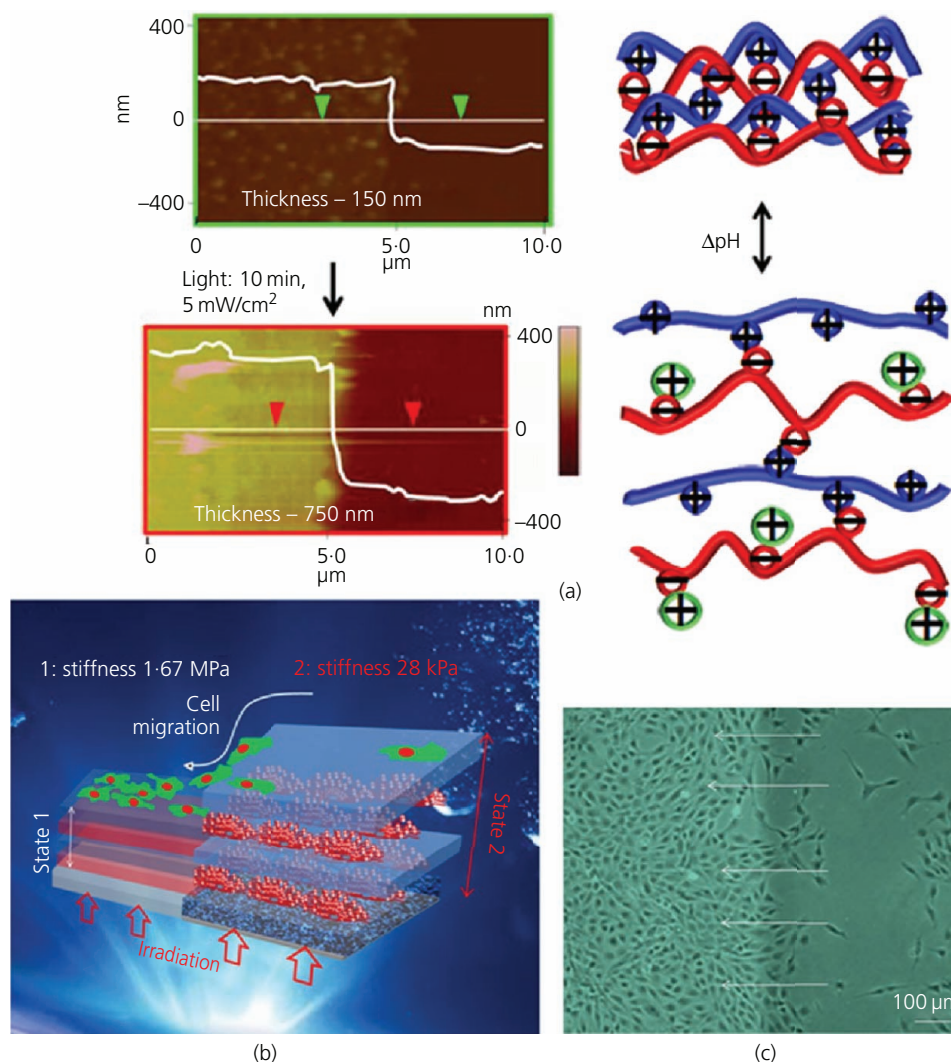 400
nm
0
−400
Thickness – 150 nm
0
5·0
10·0
μm
Light: 10 min,
5 mW/cm²
nm
400
0
−400
Thickness – 750 nm
0
5·0
10·0
μm
ΔpH
(a)
1: stiffness 1·67 MPa
2: stiffness 28 kPa
Cell
migration
State 1
State 2
Irradiation
(b)
100 μm
(c)